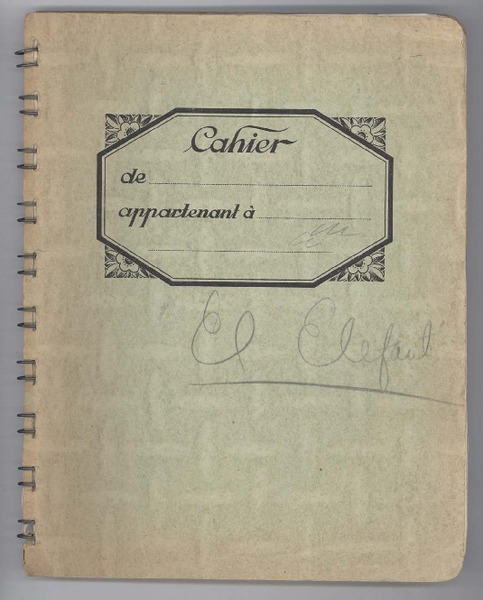 Cahier
de
appartenant à
El Elefant